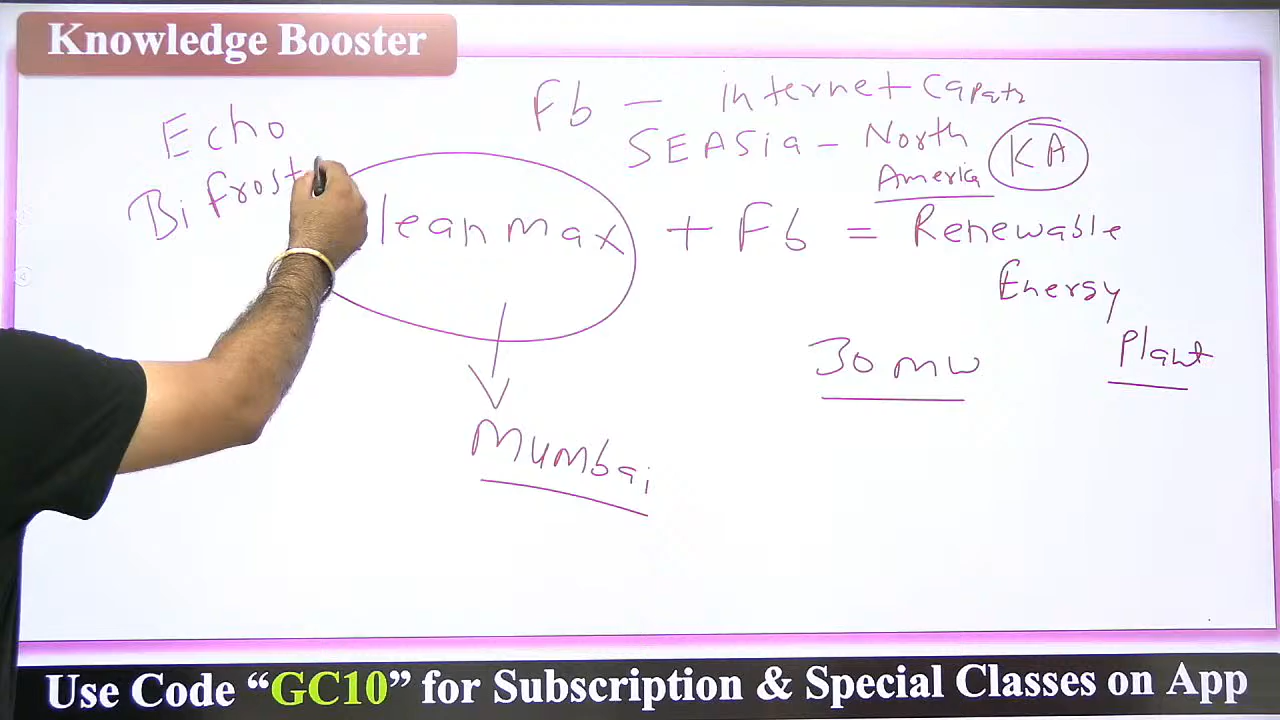 Knowledge Booster
Fb - internet Capatz
Echo
SEASia - North
America
KA
Bifrost
leanmax + Fb = Renewable
Energy
30 mw
Plant
Mumbai
Use Code “GC10” for Subscription & Special Classes on App